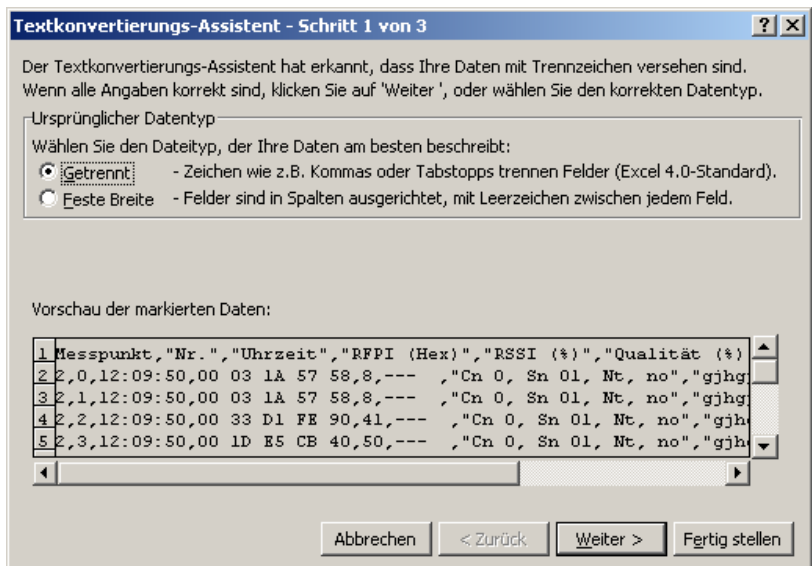 Textkonvertierungs-Assistent - Schritt 1 von 3
Der Textkonvertierungs-Assistent hat erkannt, dass Ihre Daten mit Trennzeichen versehen sind.
Wenn alle Angaben korrekt sind, klicken Sie auf 'Weiter ', oder wählen Sie den korrekten Datentyp.
Ursprünglicher Datentyp
Wählen Sie den Dateityp, der Ihre Daten am besten beschreibt:
Getrennt - Zeichen wie z.B. Kommas oder Tabstopps trennen Felder (Excel 4.0-Standard).
Feste Breite - Felder sind in Spalten ausgerichtet, mit Leerzeichen zwischen jedem Feld.
Vorschau der markierten Daten:
1 Messpunkt,"Nr.","Uhrzeit","RFPI (Hex)","RSSI (%)","Qualität (%)
2 2,0,12:09:50,00 03 1A 57 58,8,--- ,"Cn 0, Sn 01, Nt, no","gjhg
3 2,1,12:09:50,00 03 1A 57 58,8,--- ,"Cn 0, Sn 01, Nt, no","gjhg
4 2,2,12:09:50,00 33 D1 FE 90,41,--- ,"Cn 0, Sn 01, Nt, no","gjh
5 2,3,12:09:50,00 1D E5 CB 40,50,--- ,"Cn 0, Sn 01, Nt, no","gjh
Abbrechen < Zurück Weiter > Fertig stellen